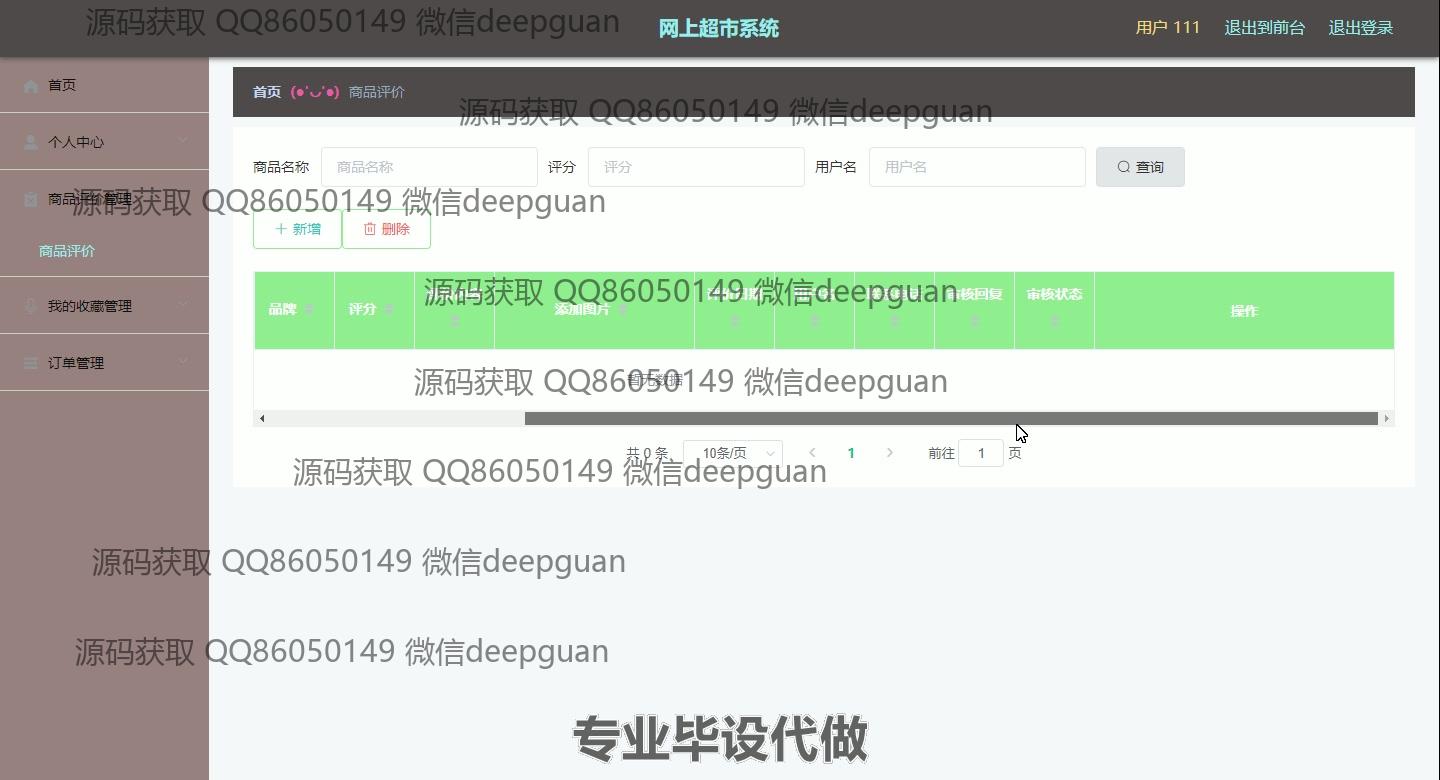 源码获取 QQ86050149 微信deepguan
网上超市系统
用户 111
退出到前台
退出登录
首页
个人中心
商品评价管理
商品评价
我的收藏管理
订单管理
首页 (●'◡'●) 商品评价
源码获取 QQ86050149 微信deepguan
商品名称 商品名称 评分 评分 用户名 用户名 查询
源码获取 QQ86050149 微信deepguan
新增 删除
源码获取 QQ86050149 微信deepguan
品牌 评分 添加图片 审核回复 审核状态 操作
暂无数据
源码获取 QQ86050149 微信deepguan
共 0 条 10条/页 1 前往 1 页
源码获取 QQ86050149 微信deepguan
源码获取 QQ86050149 微信deepguan
源码获取 QQ86050149 微信deepguan
专业毕设代做